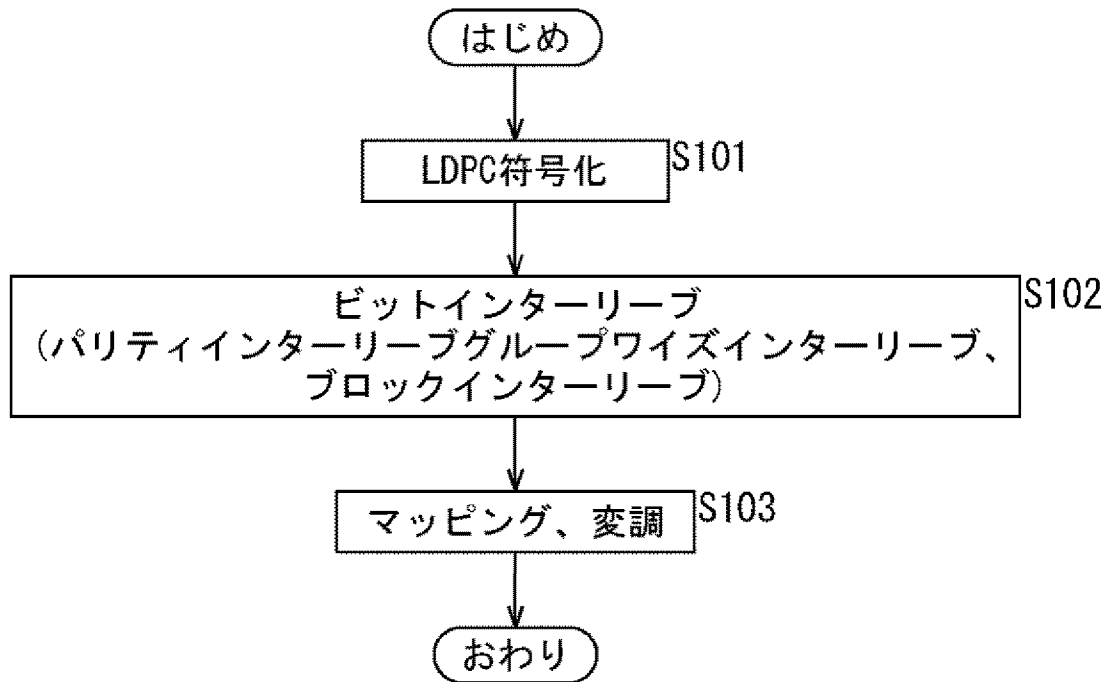 はじめ
LDPC符号化
S101
ビットインターリーブ
(パリティインターリーブグループワイズインターリーブ、
ブロックインターリーブ)
S102
マッピング、変調
S103
おわり